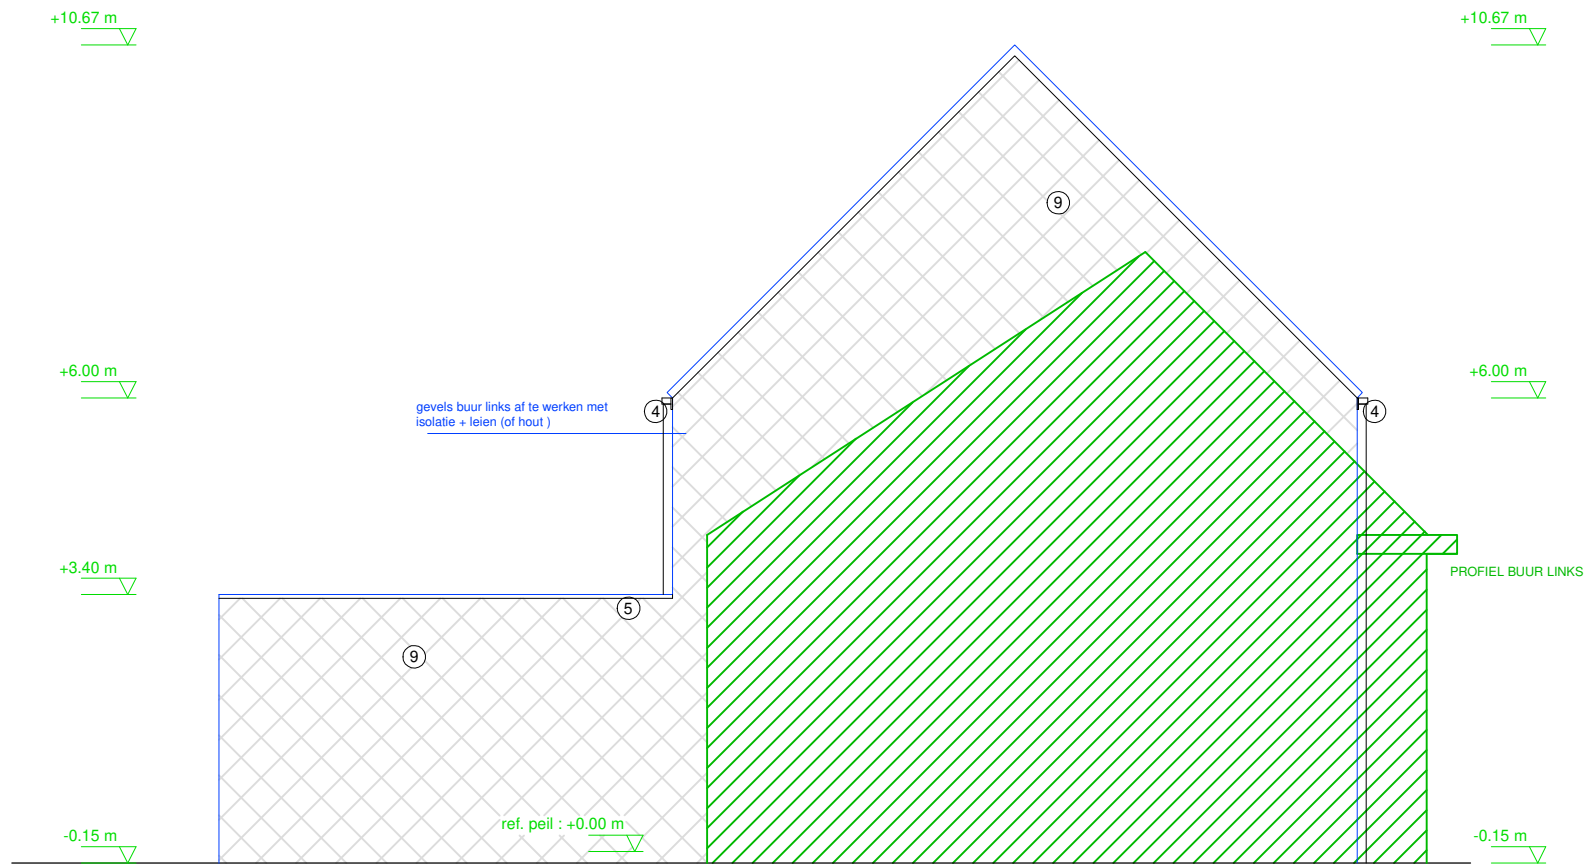 +10.67 m
+10.67 m
9
+6.00 m
+6.00 m
gevels buur links af te werken met
isolatie + leien (of hout )
4
4
+3.40 m
PROFIEL BUUR LINKS
5
9
ref. peil : +0.00 m
-0.15 m
-0.15 m